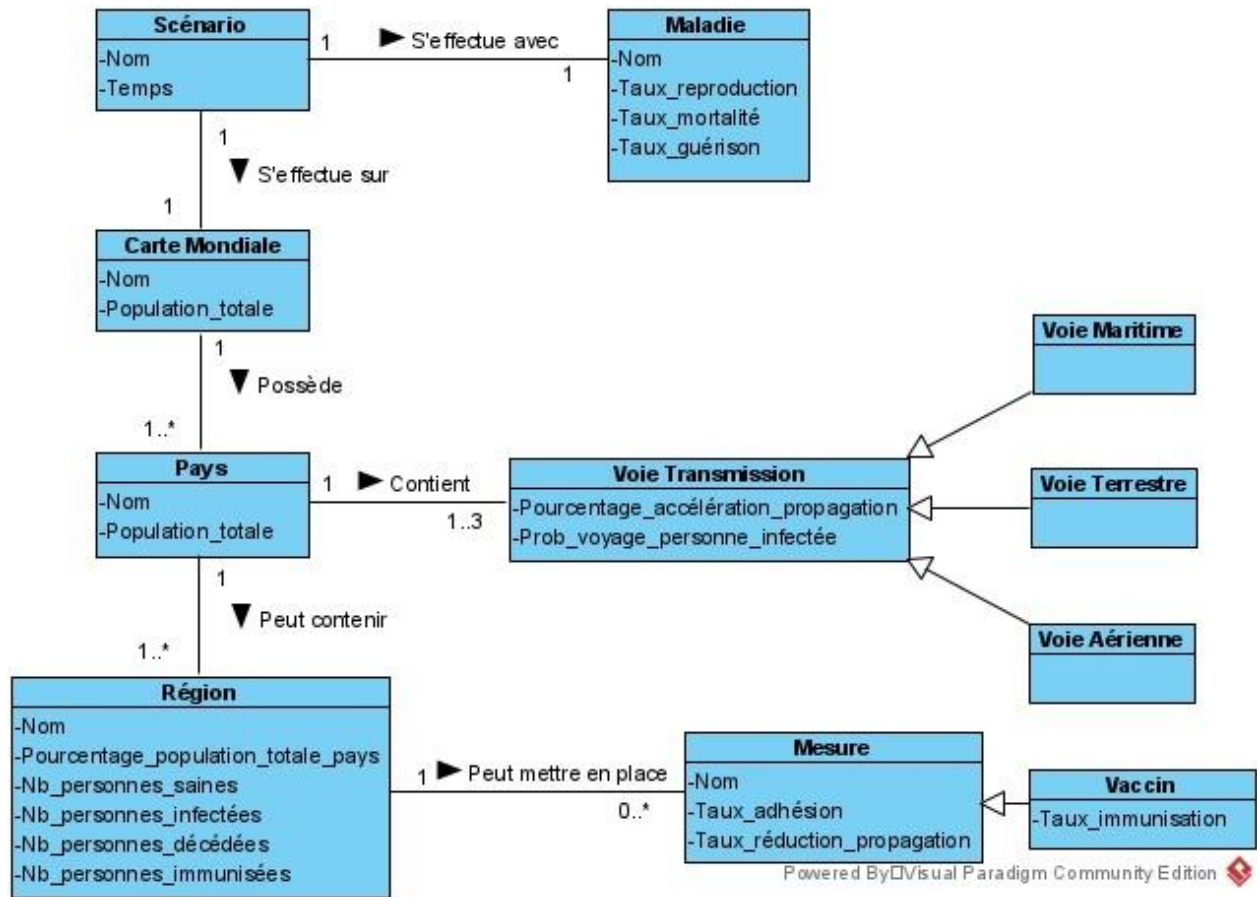 Scénario
-Nom
-Temps
1
S'effectue avec
1
Maladie
-Nom
-Taux_reproduction
-Taux_mortalité
-Taux_guérison
1
S'effectue sur
1
Carte Mondiale
-Nom
-Population_totale
1
Possède
1..*
Pays
-Nom
-Population_totale
1
Contient
1..3
Voie Transmission
-Pourcentage_accélération_propagation
-Prob_voyage_personne_infectée
Voie Maritime
Voie Terrestre
Voie Aérienne
1
Peut contenir
1..*
Région
-Nom
-Pourcentage_population_totale_pays
-Nb_personnes_saines
-Nb_personnes_infectées
-Nb_personnes_décédées
-Nb_personnes_immunisées
1
Peut mettre en place
0..*
Mesure
-Nom
-Taux_adhésion
-Taux_réduction_propagation
Vaccin
-Taux_immunisation
Powered By□Visual Paradigm Community Edition